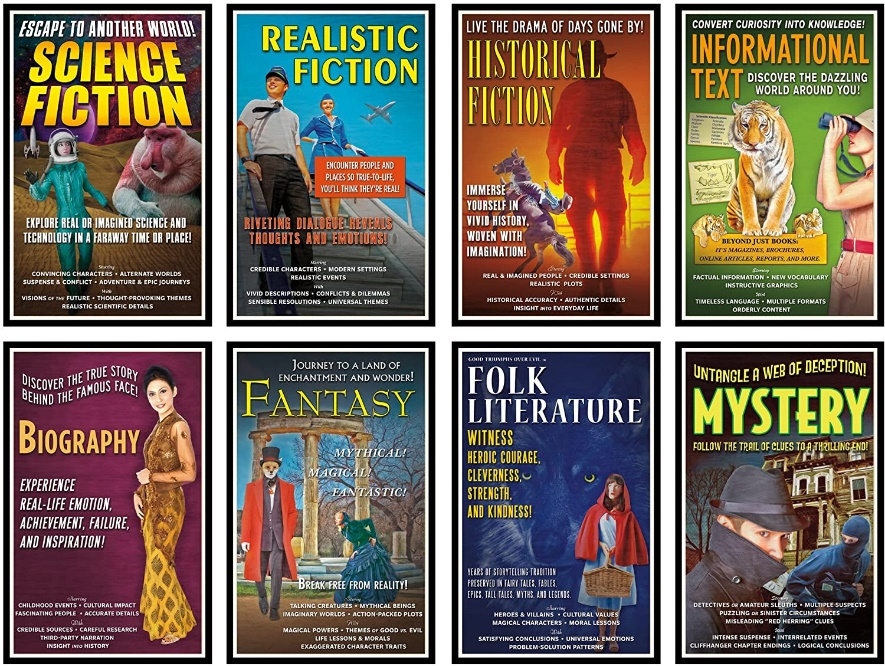 ESCAPE TO ANOTHER WORLD!
SCIENCE
FICTION
EXPLORE REAL OR IMAGINED SCIENCE AND
TECHNOLOGY IN A FARAWAY TIME OR PLACE!
Starring
CONVINCING CHARACTERS • ALTERNATE WORLDS
SUSPENSE & CONFLICT • ADVENTURE & EPIC JOURNEYS
With
VISIONS OF THE FUTURE • THOUGHT-PROVOKING THEMES
REALISTIC SCIENTIFIC DETAILS
REALISTIC
FICTION
ENCOUNTER PEOPLE AND
PLACES SO TRUE-TO-LIFE,
YOU'LL THINK THEY'RE REAL!
RIVETING DIALOGUE REVEALS
THOUGHTS AND EMOTIONS!
Starring
CREDIBLE CHARACTERS • MODERN SETTINGS
REALISTIC EVENTS
With
VIVID DESCRIPTIONS • CONFLICTS & DILEMMAS
SENSIBLE RESOLUTIONS • UNIVERSAL THEMES
LIVE THE DRAMA OF DAYS GONE BY!
HISTORICAL
FICTION
IMMERSE
YOURSELF IN
VIVID HISTORY,
WOVEN WITH
IMAGINATION!
Starring
REAL & IMAGINED PEOPLE • CREDIBLE SETTINGS
REALISTIC PLOTS
With
HISTORICAL ACCURACY • AUTHENTIC DETAILS
INSIGHT INTO EVERYDAY LIFE
CONVERT CURIOSITY INTO KNOWLEDGE!
INFORMATIONAL
TEXT
DISCOVER THE DAZZLING
WORLD AROUND YOU!
BEYOND JUST BOOKS:
IT'S MAGAZINES, BROCHURES,
ONLINE ARTICLES, REPORTS, AND MORE.
Starring
FACTUAL INFORMATION • NEW VOCABULARY
INSTRUCTIVE GRAPHICS
With
TIMELESS LANGUAGE • MULTIPLE FORMATS
ORDERLY CONTENT
DISCOVER THE TRUE STORY
BEHIND THE FAMOUS FACE!
BIOGRAPHY
EXPERIENCE
REAL-LIFE EMOTION,
ACHIEVEMENT, FAILURE,
AND INSPIRATION!
Starring
CHILDHOOD EVENTS • CULTURAL IMPACT
FASCINATING PEOPLE • ACCURATE DETAILS
With
CREDIBLE SOURCES • CAREFUL RESEARCH
THIRD-PARTY NARRATION
INSIGHT INTO HISTORY
JOURNEY TO A LAND OF
ENCHANTMENT AND WONDER!
FANTASY
MYTHICAL!
MAGICAL!
FANTASTIC!
BREAK FREE FROM REALITY!
Starring
TALKING CREATURES • MYTHICAL BEINGS
IMAGINARY WORLDS • ACTION-PACKED PLOTS
With
MAGICAL POWERS • THEMES OF GOOD VS. EVIL
LIFE LESSONS & MORALS
EXAGGERATED CHARACTER TRAITS
GOOD TRIUMPHS OVER EVIL IN
FOLK
LITERATURE
WITNESS
HEROIC COURAGE,
CLEVERNESS,
STRENGTH,
AND KINDNESS!
YEARS OF STORYTELLING TRADITION
PRESERVED IN FAIRY TALES, FABLES,
EPICS, TALL TALES, MYTHS, AND LEGENDS.
Starring
HEROES & VILLAINS • CULTURAL VALUES
MAGICAL CHARACTERS • MORAL LESSONS
With
SATISFYING CONCLUSIONS • UNIVERSAL EMOTIONS
PROBLEM-SOLUTION PATTERNS
UNTANGLE A WEB OF DECEPTION!
MYSTERY
FOLLOW THE TRAIL OF CLUES TO A THRILLING END!
Starring
DETECTIVES OR AMATEUR SLEUTHS • MULTIPLE SUSPECTS
PUZZLING OR SINISTER CIRCUMSTANCES
MISLEADING "RED HERRING" CLUES
With
INTENSE SUSPENSE • INTERRELATED EVENTS
CLIFFHANGER CHAPTER ENDINGS • LOGICAL CONCLUSIONS